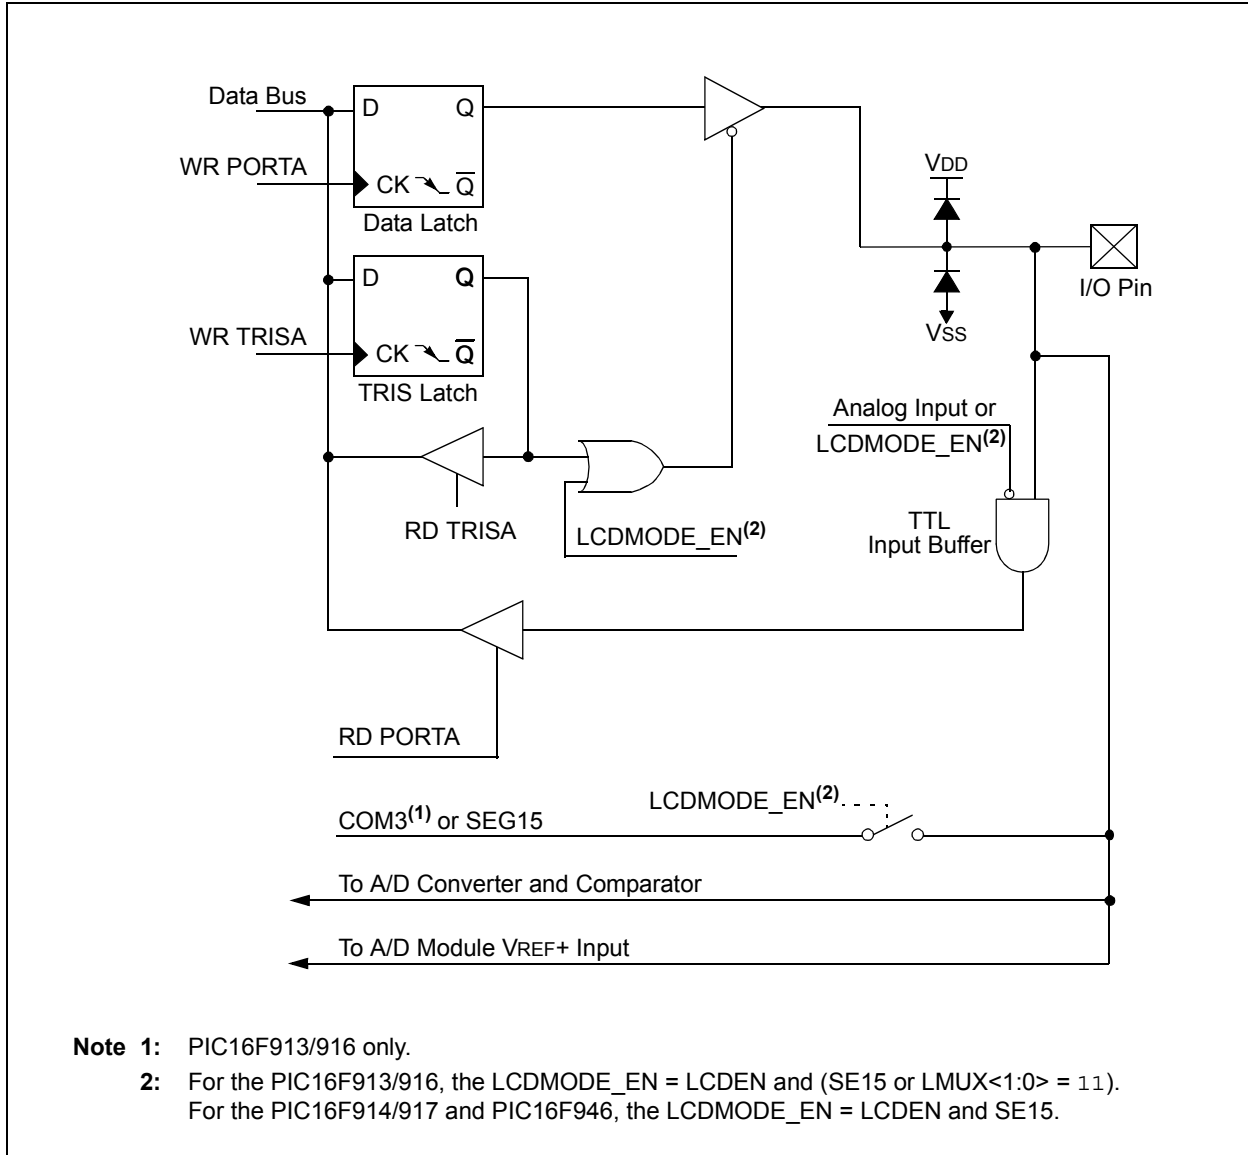 Data Bus
D Q
WR PORTA
CK Q
Data Latch
VDD
I/O Pin
VSS
D Q
WR TRISA
CK Q
TRIS Latch
Analog Input or
LCDMODE_EN(2)
RD TRISA
LCDMODE_EN(2)
TTL
Input Buffer
RD PORTA
LCDMODE_EN(2)
COM3(1) or SEG15
To A/D Converter and Comparator
To A/D Module VREF+ Input
Note 1: PIC16F913/916 only.
2: For the PIC16F913/916, the LCDMODE_EN = LCDEN and (SE15 or LMUX<1:0> = 11).
For the PIC16F914/917 and PIC16F946, the LCDMODE_EN = LCDEN and SE15.